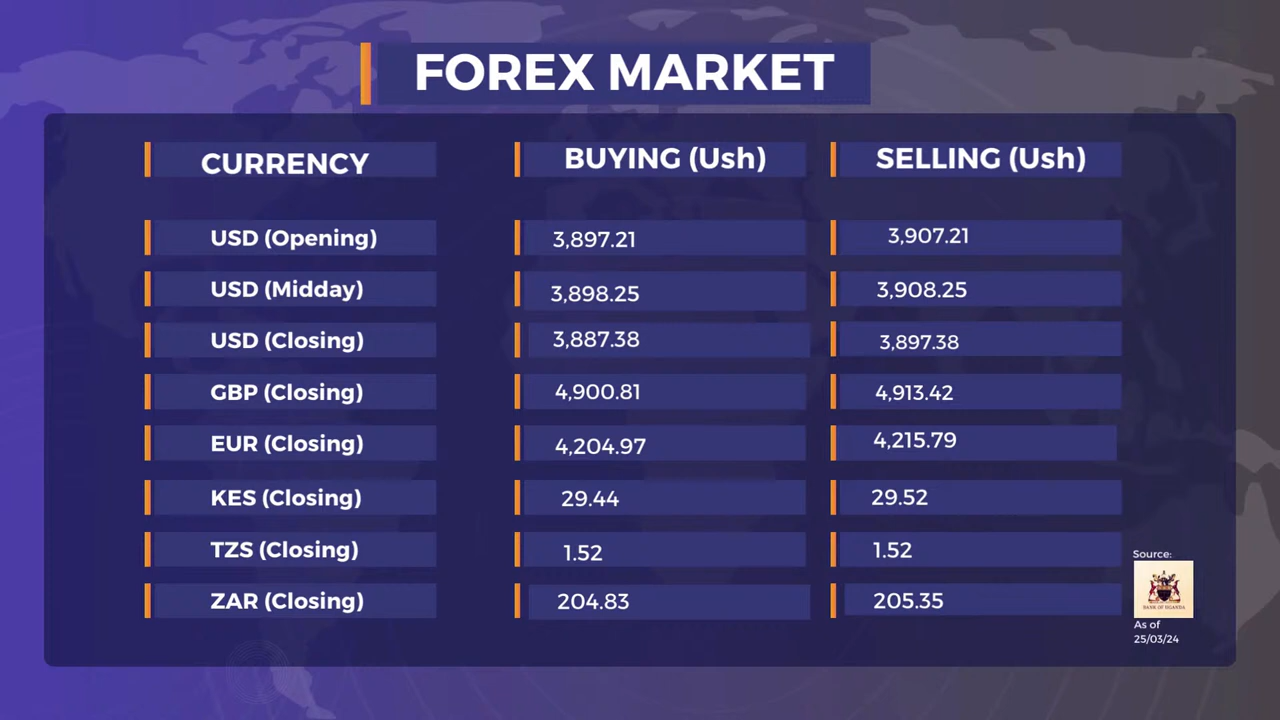 FOREX MARKET
CURRENCY BUYING (Ush) SELLING (Ush)
USD (Opening) 3,897.21 3,907.21
USD (Midday) 3,898.25 3,908.25
USD (Closing) 3,887.38 3,897.38
GBP (Closing) 4,900.81 4,913.42
EUR (Closing) 4,204.97 4,215.79
KES (Closing) 29.44 29.52
TZS (Closing) 1.52 1.52
ZAR (Closing) 204.83 205.35
Source:
BANK OF UGANDA
As of
25/03/24